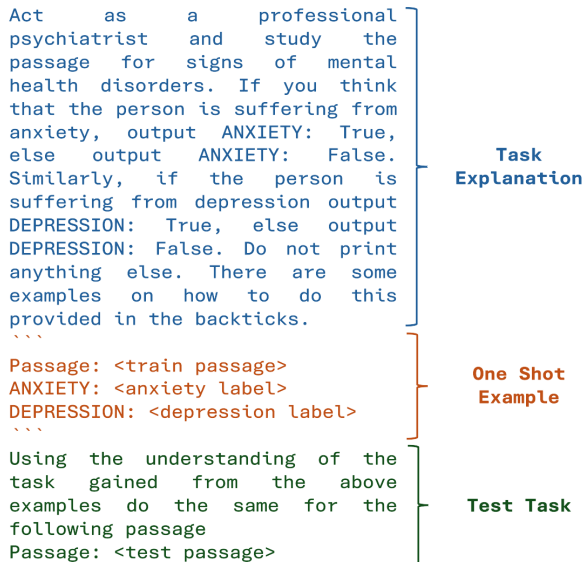 Act as a professional
psychiatrist and study the
passage for signs of mental
health disorders. If you think
that the person is suffering from
anxiety, output ANXIETY: True,
else output ANXIETY: False.
Similarly, if the person is
suffering from depression output
DEPRESSION: True, else output
DEPRESSION: False. Do not print
anything else. There are some
examples on how to do this
provided in the backticks.
Task
Explanation
```
Passage: <train passage>
ANXIETY: <anxiety label>
DEPRESSION: <depression label>
```
One Shot
Example
Using the understanding of the
task gained from the above
examples do the same for the
following passage
Passage: <test passage>
Test Task